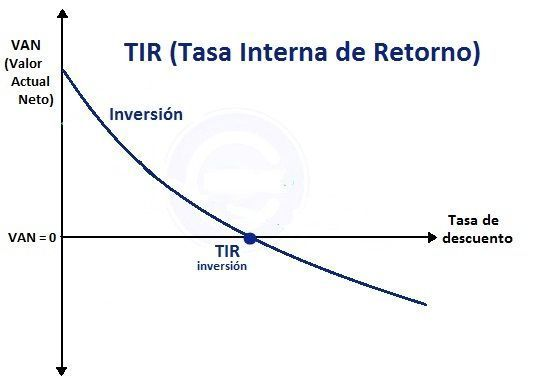 VAN
(Valor
Actual
Neto)
TIR (Tasa Interna de Retorno)
Inversión
VAN = 0
Tasa de
descuento
TIR
inversión